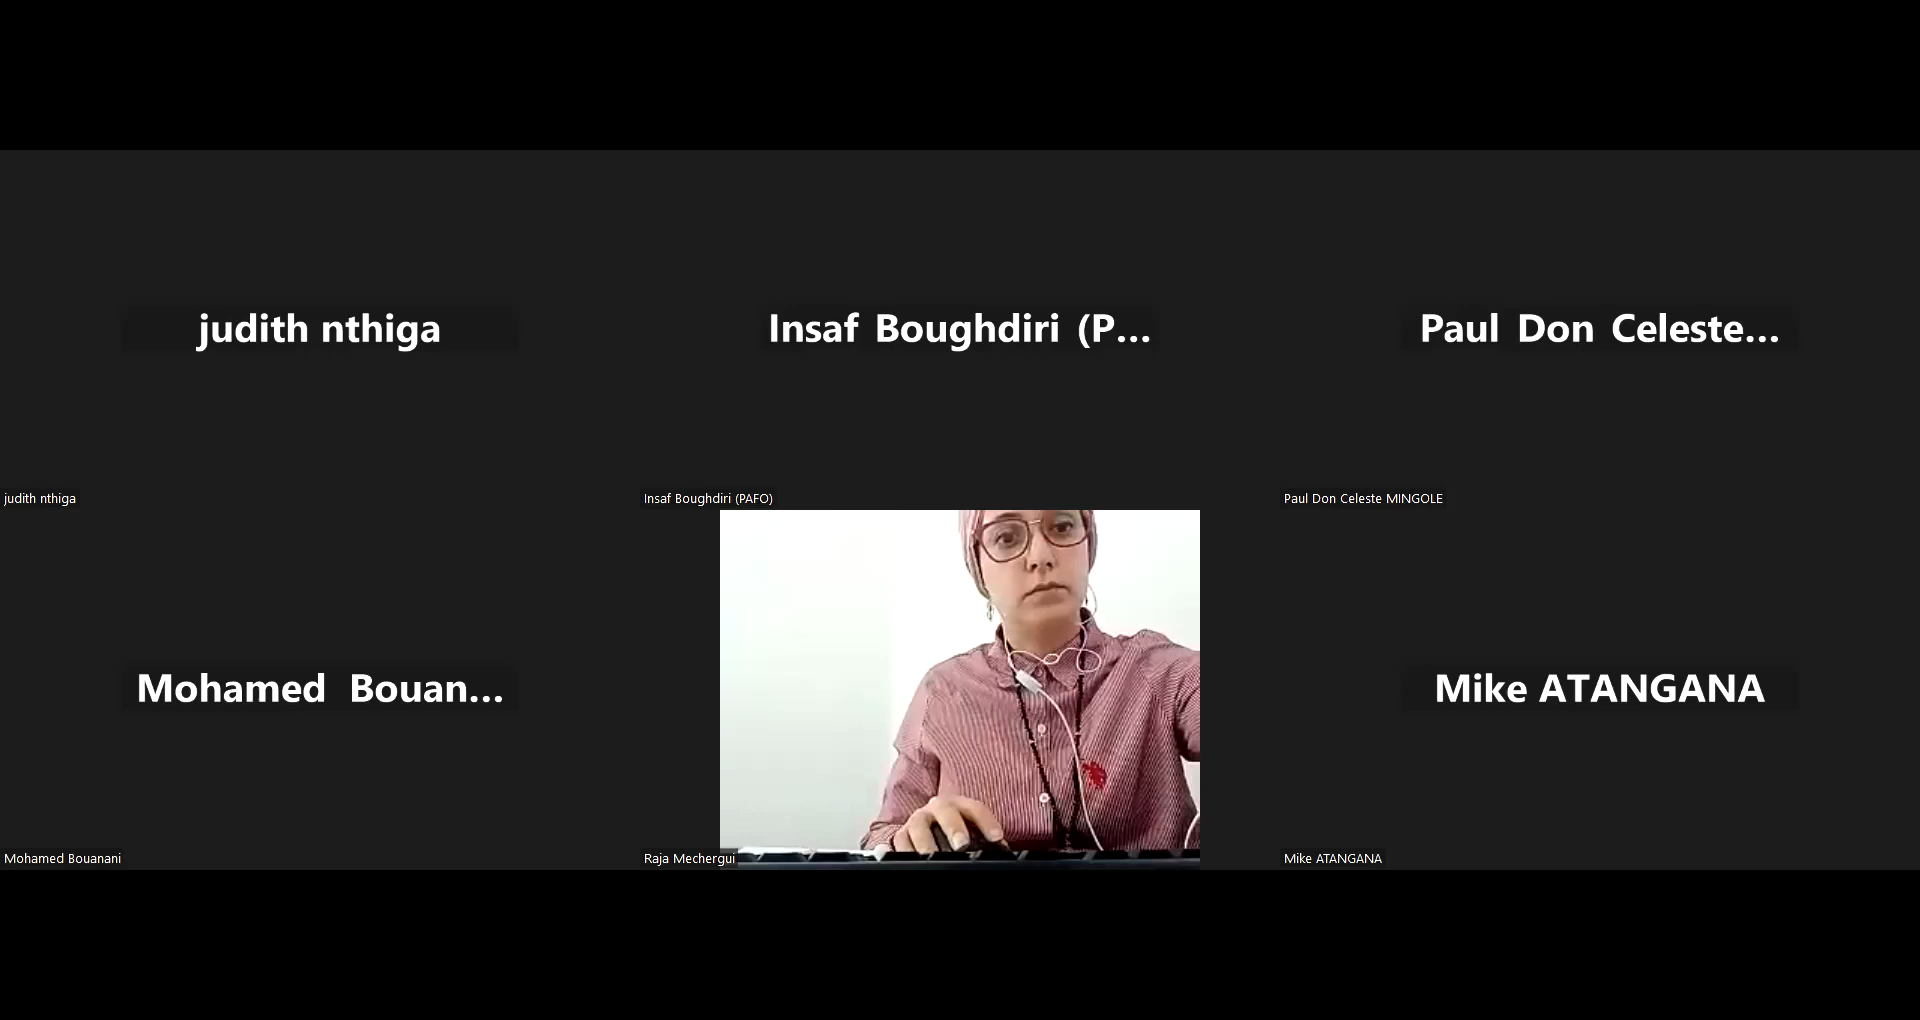 judith nthiga
Insaf Boughdiri (P...
Paul Don Celeste...
judith nthiga
Insaf Boughdiri (PAFO)
Paul Don Celeste MINGOLE
Mohamed Bouan...
Mike ATANGANA
Mohamed Bouanani
Raja Mechergui
Mike ATANGANA